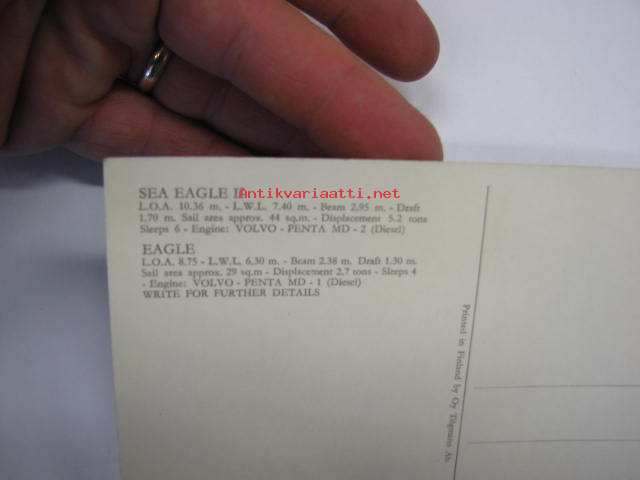 SEA EAGLE II
Antikvariaatti.net
L.O.A. 10.36 m. - L.W.L. 7.40 m. - Beam 2,95 m. - Draft
1.70 m. Sail area approx. 44 sq.m. - Displacement 5.2 tons
Sleeps 6 - Engine: VOLVO - PENTA MD - 2 (Diesel)
EAGLE
L.O.A. 8.75 - L.W.L. 6.30 m. - Beam 2.38 m. Draft 1.30 m.
Sail area approx. 29 sq.m - Displacement 2,7 tons - Sleeps 4
- Engine: VOLVO - PENTA MD - 1 (Diesel)
WRITE FOR FURTHER DETAILS
Printed in Finland by Oy Tilgmann Ab